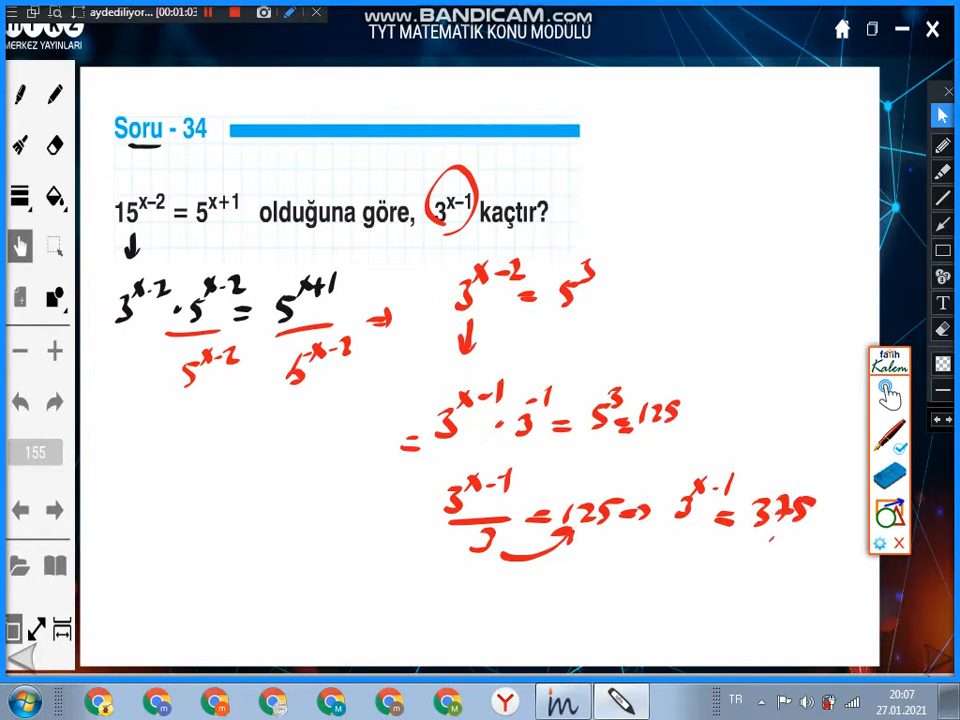 aydediliyor... [00:01:03]
www.BANDICAM.com
MERKEZ YAYINLARI
TYT MATEMATİK KONU MODÜLÜ
Soru - 34
15^{x-2} = 5^{x+1} olduğuna göre, 3^{x-1} kaçtır?
3^{x-2} · 5^{x-2} = 5^{x+1} →
5^{x-2} 5^{x-2}
3^{x-2} = 5^3
= 3^{x-1} · 3^{-1} = 5^3 = 125
3^{x-1} / 3 = 125 → 3^{x-1} = 375
fatih
Kalem
155
T
TR
20:07
27.01.2021